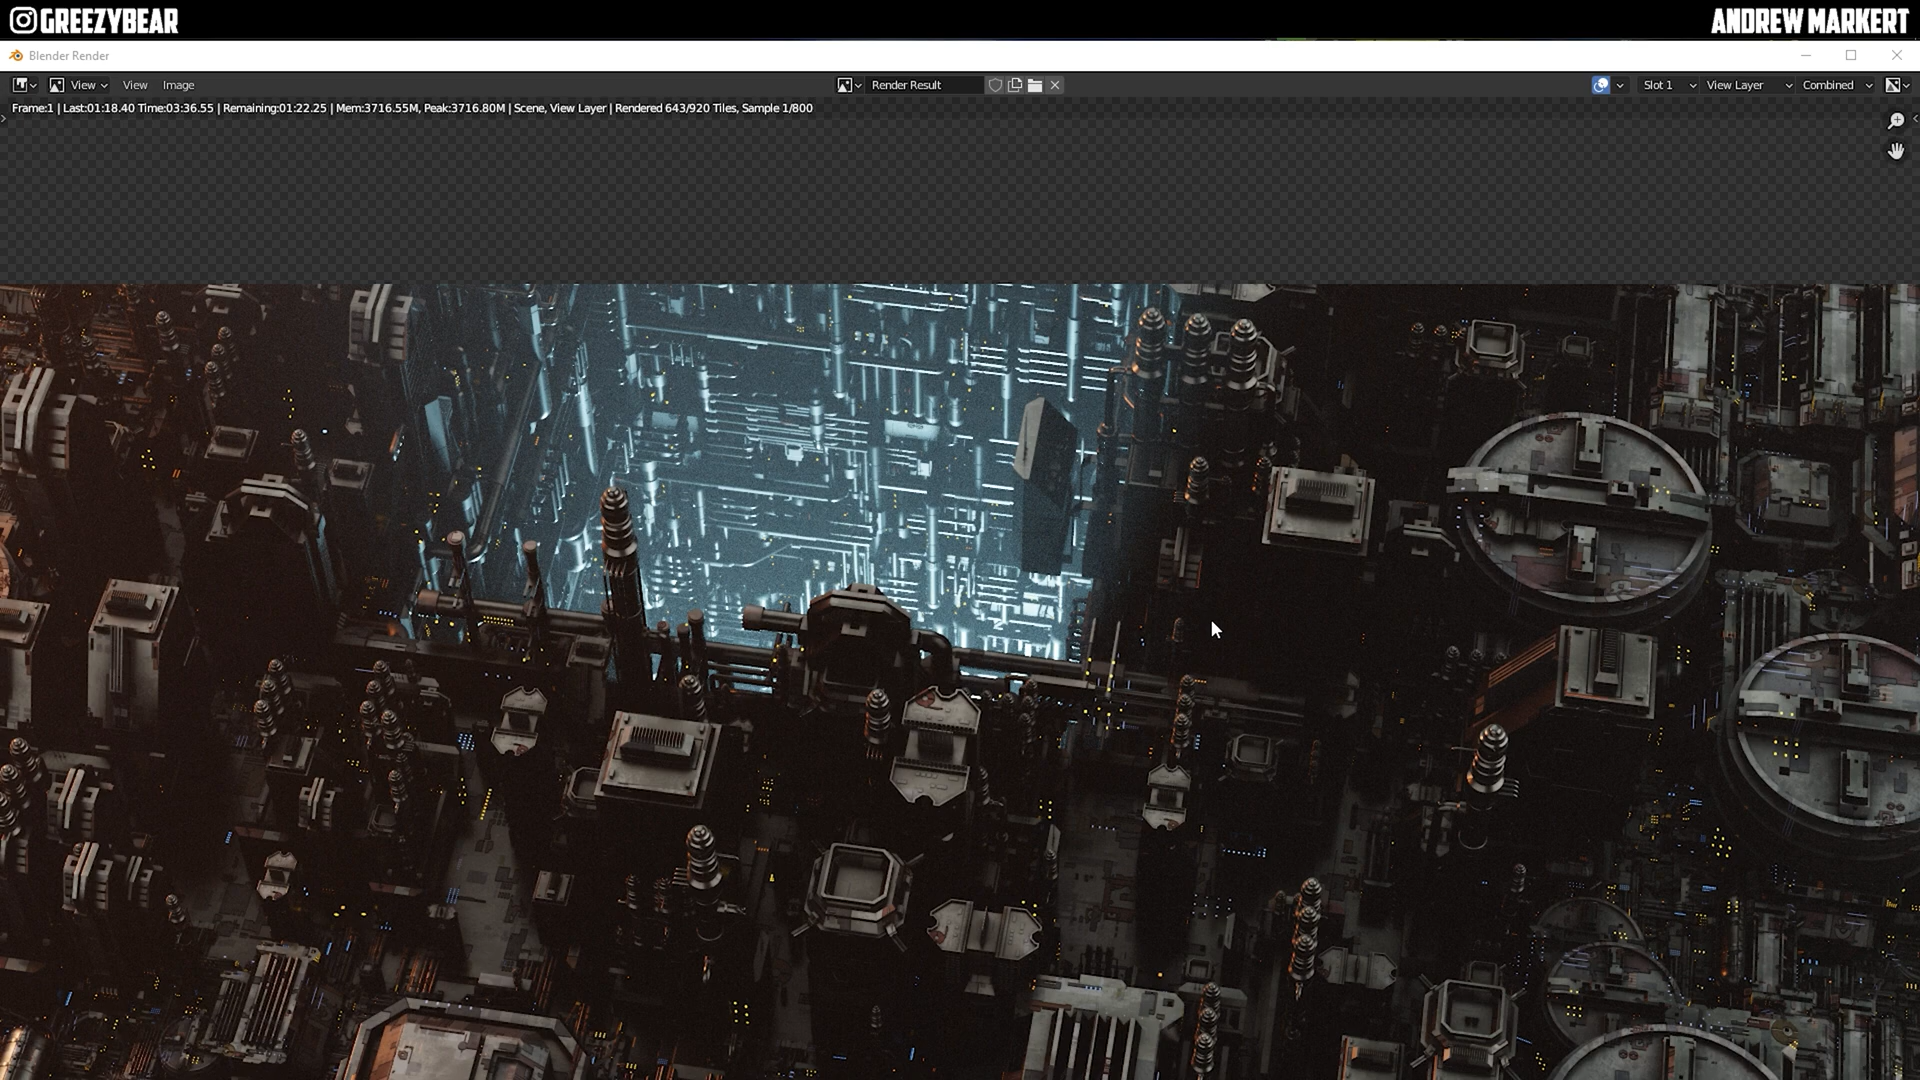 GREEZYBEAR
ANDREW MARKERT
Blender Render
View View Image Render Result Slot 1 View Layer Combined
Frame:1 | Last:01:18.40 Time:03:36.55 | Remaining:01:22.25 | Mem:3716.55M, Peak:3716.80M | Scene, View Layer | Rendered 643/920 Tiles, Sample 1/800